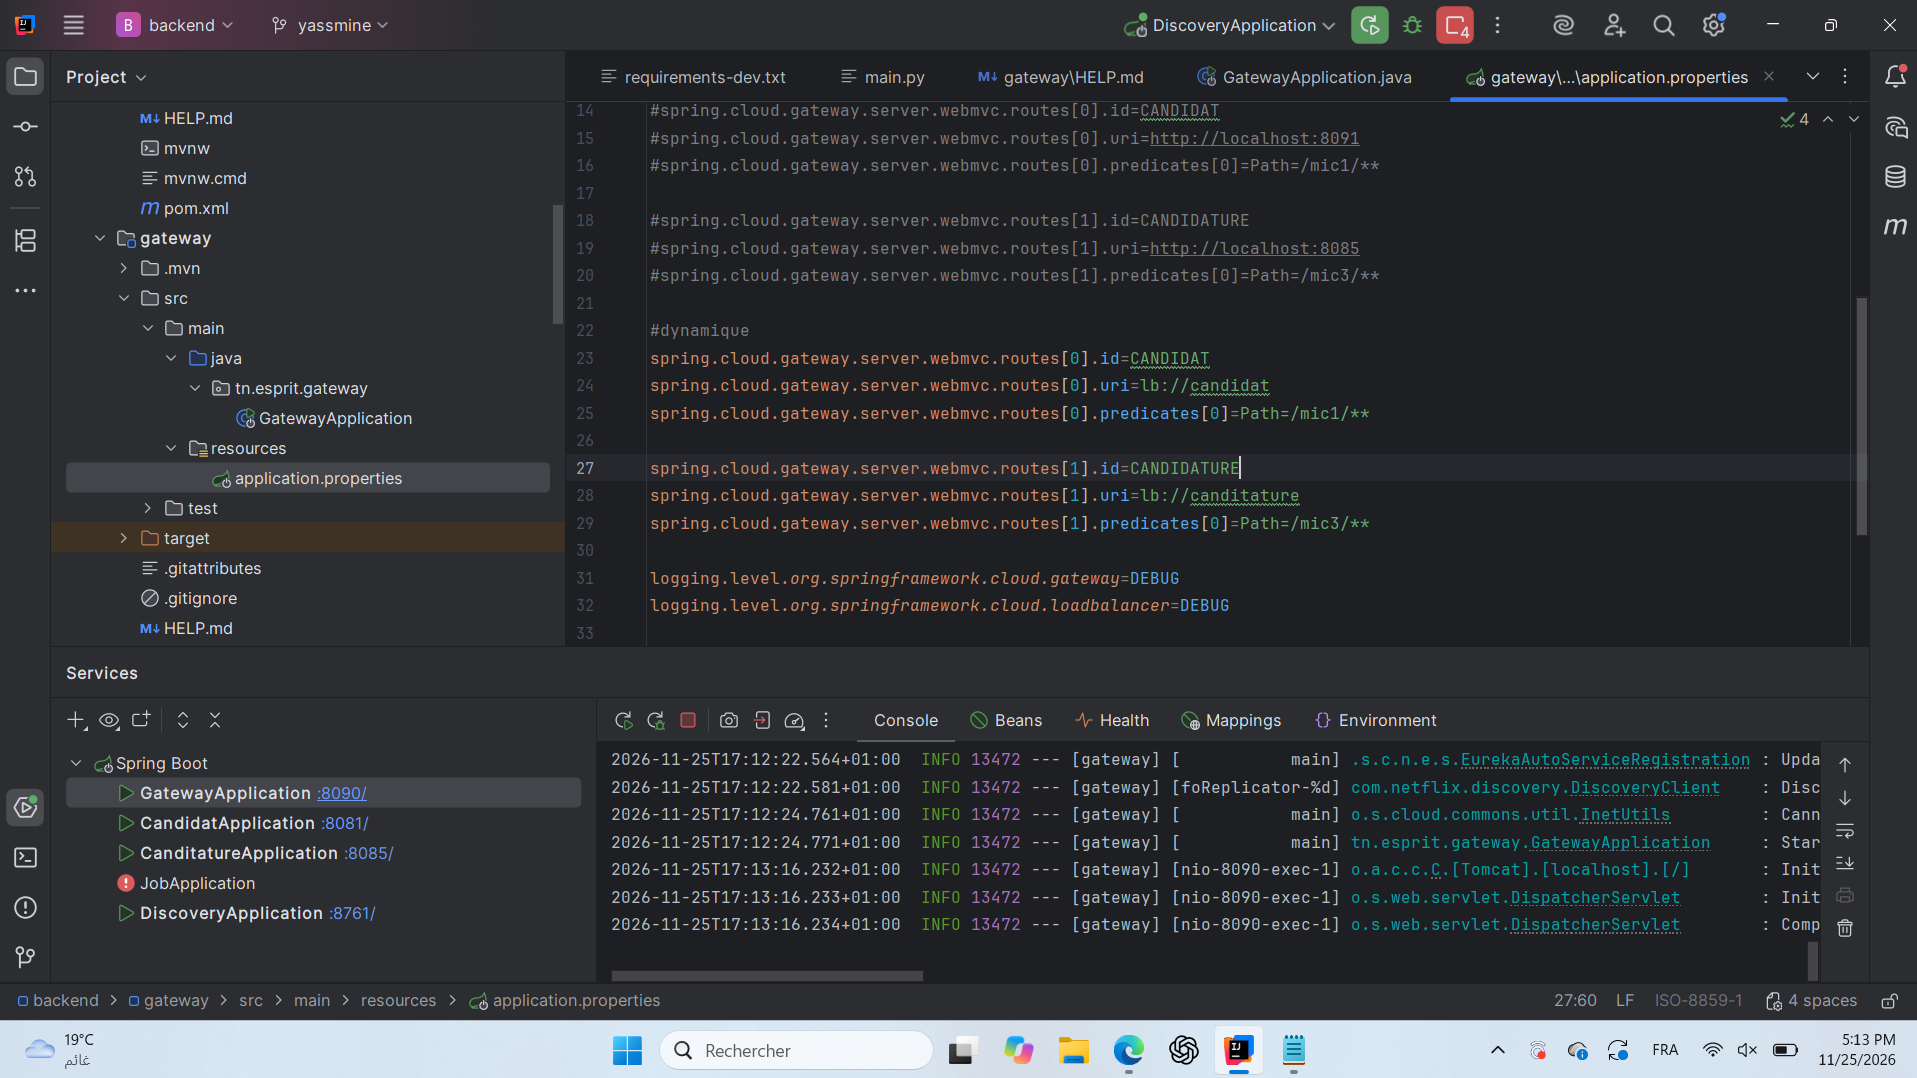 B backend
yassmine
DiscoveryApplication
4
Project
requirements-dev.txt
main.py
M↓ gateway\HELP.md
GatewayApplication.java
gateway\...\application.properties
M↓ HELP.md
mvnw
mvnw.cmd
m pom.xml
gateway
.mvn
src
main
java
tn.esprit.gateway
GatewayApplication
resources
application.properties
test
target
.gitattributes
.gitignore
M↓ HELP.md
4
14 #spring.cloud.gateway.server.webmvc.routes[0].id=CANDIDAT
15 #spring.cloud.gateway.server.webmvc.routes[0].uri=http://localhost:8091
16 #spring.cloud.gateway.server.webmvc.routes[0].predicates[0]=Path=/mic1/**
17
18 #spring.cloud.gateway.server.webmvc.routes[1].id=CANDIDATURE
19 #spring.cloud.gateway.server.webmvc.routes[1].uri=http://localhost:8085
20 #spring.cloud.gateway.server.webmvc.routes[1].predicates[0]=Path=/mic3/**
21
22 #dynamique
23 spring.cloud.gateway.server.webmvc.routes[0].id=CANDIDAT
24 spring.cloud.gateway.server.webmvc.routes[0].uri=lb://candidat
25 spring.cloud.gateway.server.webmvc.routes[0].predicates[0]=Path=/mic1/**
26
27 spring.cloud.gateway.server.webmvc.routes[1].id=CANDIDATURE
28 spring.cloud.gateway.server.webmvc.routes[1].uri=lb://canditature
29 spring.cloud.gateway.server.webmvc.routes[1].predicates[0]=Path=/mic3/**
30
31 logging.level.org.springframework.cloud.gateway=DEBUG
32 logging.level.org.springframework.cloud.loadbalancer=DEBUG
33
m
Services
Spring Boot
GatewayApplication :8090/
CandidatApplication :8081/
CanditatureApplication :8085/
JobApplication
DiscoveryApplication :8761/
Console
Beans
Health
Mappings
Environment
2026-11-25T17:12:22.564+01:00 INFO 13472 --- [gateway] [ main] .s.c.n.e.s.EurekaAutoServiceRegistration : Upda
2026-11-25T17:12:22.581+01:00 INFO 13472 --- [gateway] [foReplicator-%d] com.netflix.discovery.DiscoveryClient : Disc
2026-11-25T17:12:24.761+01:00 INFO 13472 --- [gateway] [ main] o.s.cloud.commons.util.InetUtils : Cann
2026-11-25T17:12:24.771+01:00 INFO 13472 --- [gateway] [ main] tn.esprit.gateway.GatewayApplication : Star
2026-11-25T17:13:16.232+01:00 INFO 13472 --- [gateway] [nio-8090-exec-1] o.a.c.c.C.[Tomcat].[localhost].[/] : Init
2026-11-25T17:13:16.233+01:00 INFO 13472 --- [gateway] [nio-8090-exec-1] o.s.web.servlet.DispatcherServlet : Init
2026-11-25T17:13:16.234+01:00 INFO 13472 --- [gateway] [nio-8090-exec-1] o.s.web.servlet.DispatcherServlet : Comp
backend > gateway > src > main > resources > application.properties
27:60 LF ISO-8859-1 4 spaces
19°C
غائم
Rechercher
FRA
5:13 PM
11/25/2026